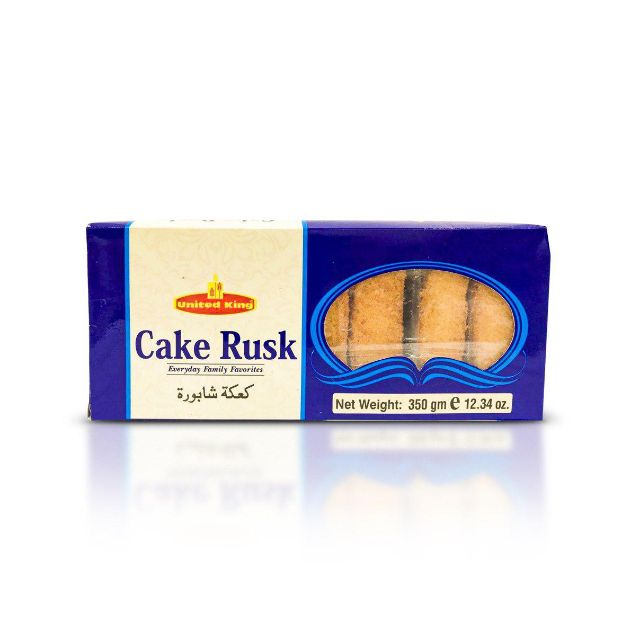 United King
Cake Rusk
Everyday Family Favorites
كعكة شابورة
Net Weight: 350 gm ℮ 12.34 oz.